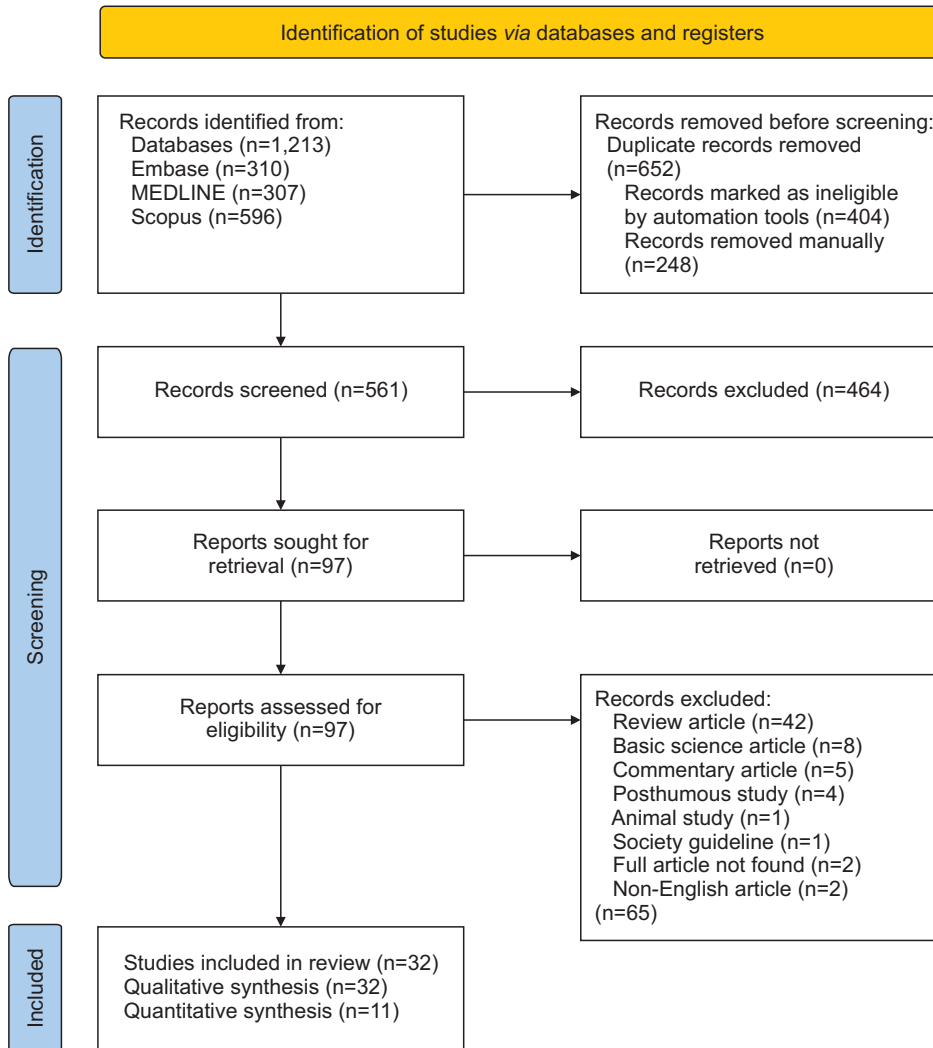 Identification of studies via databases and registers
Identification
Records identified from:
Databases (n=1,213)
Embase (n=310)
MEDLINE (n=307)
Scopus (n=596)
Records removed before screening:
Duplicate records removed
(n=652)
Records marked as ineligible
by automation tools (n=404)
Records removed manually
(n=248)
Screening
Records screened (n=561)
Records excluded (n=464)
Reports sought for
retrieval (n=97)
Reports not
retrieved (n=0)
Reports assessed for
eligibility (n=97)
Records excluded:
Review article (n=42)
Basic science article (n=8)
Commentary article (n=5)
Posthumous study (n=4)
Animal study (n=1)
Society guideline (n=1)
Full article not found (n=2)
Non-English article (n=2)
(n=65)
Included
Studies included in review (n=32)
Qualitative synthesis (n=32)
Quantitative synthesis (n=11)